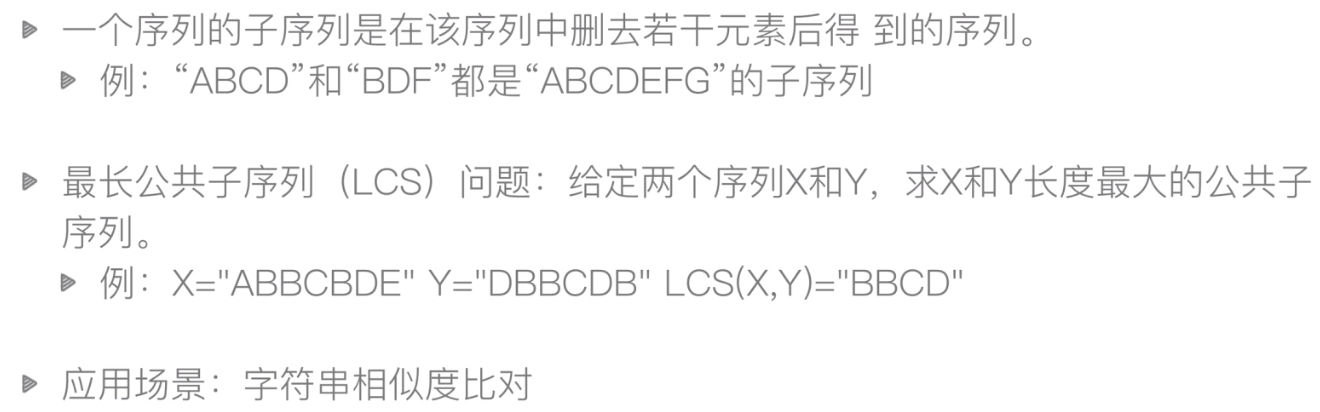 一个序列的子序列是在该序列中删去若干元素后得 到的序列。
例：“ABCD”和“BDF”都是“ABCDEFG”的子序列
最长公共子序列（LCS）问题：给定两个序列X和Y，求X和Y长度最大的公共子
序列。
例：X="ABBCBDE" Y="DBBCDB" LCS(X,Y)="BBCD"
应用场景：字符串相似度比对